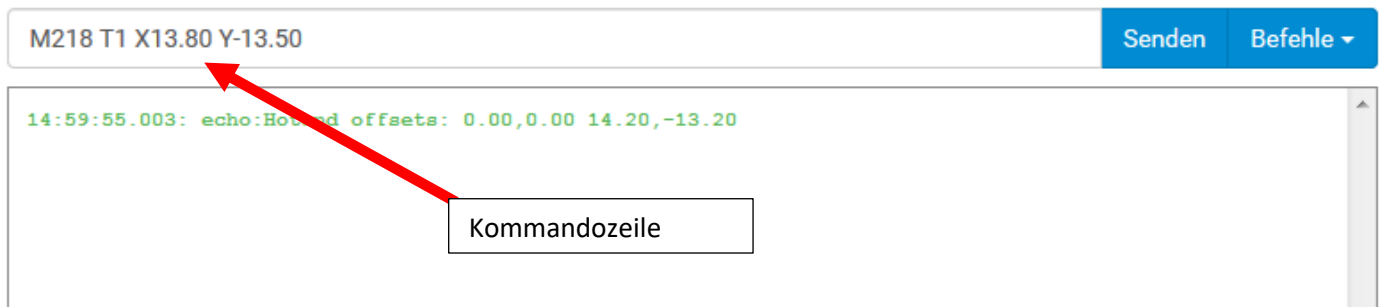 M218 T1 X13.80 Y-13.50 Senden Befehle
14:59:55.003: echo:Hotend offsets: 0.00,0.00 14.20,-13.20
Kommandozeile